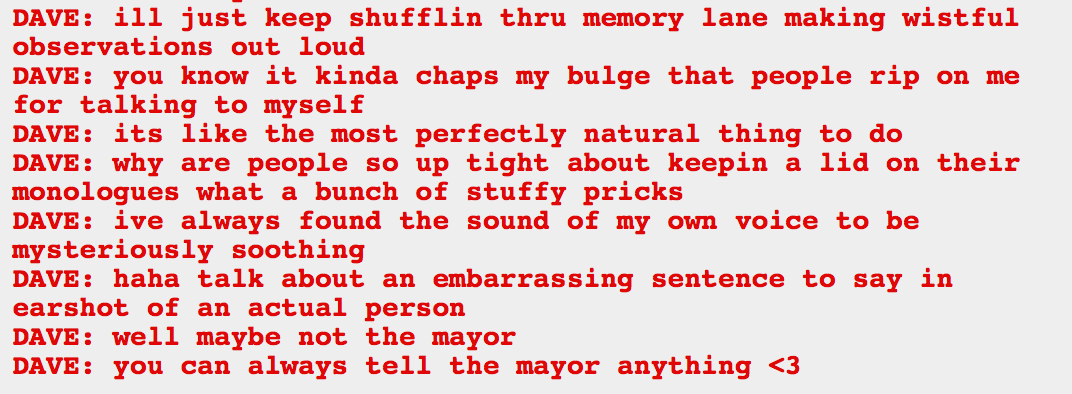 DAVE: ill just keep shufflin thru memory lane making wistful
observations out loud
DAVE: you know it kinda chaps my bulge that people rip on me
for talking to myself
DAVE: its like the most perfectly natural thing to do
DAVE: why are people so up tight about keepin a lid on their
monologues what a bunch of stuffy pricks
DAVE: ive always found the sound of my own voice to be
mysteriously soothing
DAVE: haha talk about an embarrassing sentence to say in
earshot of an actual person
DAVE: well maybe not the mayor
DAVE: you can always tell the mayor anything <3